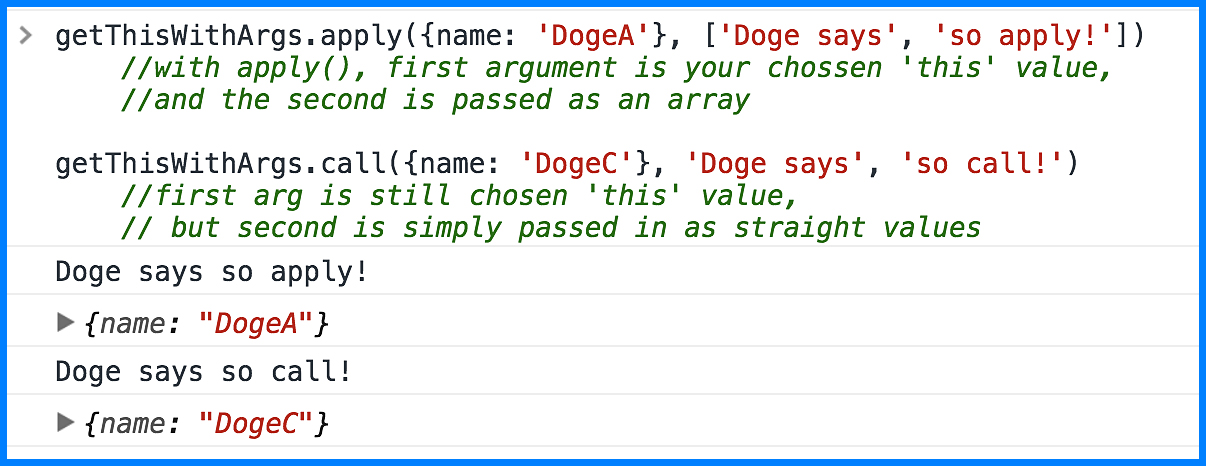 > getThisWithArgs.apply({name: 'DogeA'}, ['Doge says', 'so apply!'])
//with apply(), first argument is your chossen 'this' value,
//and the second is passed as an array
getThisWithArgs.call({name: 'DogeC'}, 'Doge says', 'so call!')
//first arg is still chosen 'this' value,
// but second is simply passed in as straight values
Doge says so apply!
▶ {name: "DogeA"}
Doge says so call!
▶ {name: "DogeC"}